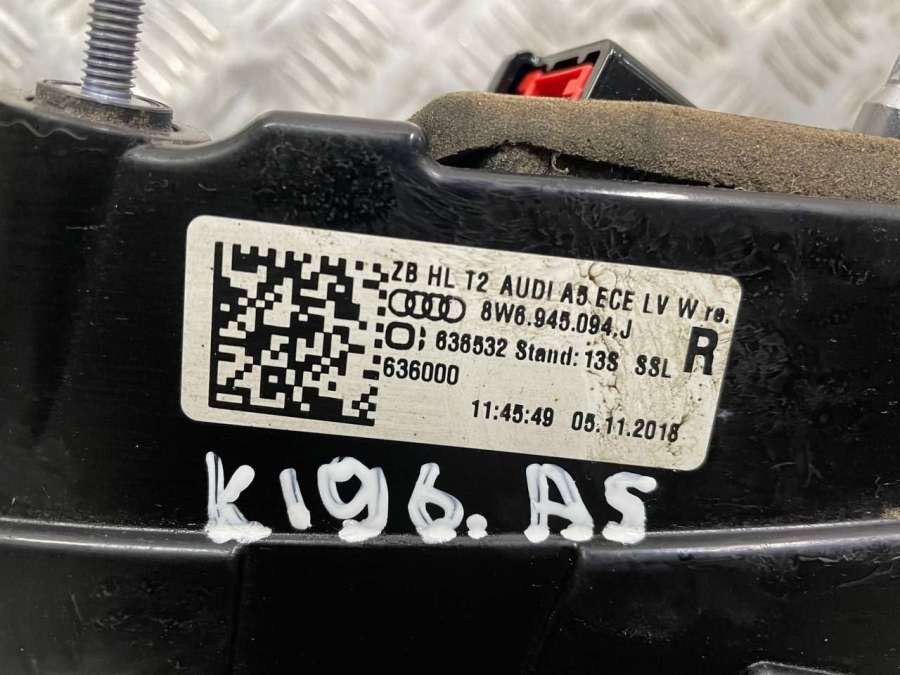 ZB HL T2 AUDI A5 ECE LV W re.
8W6.945.094.J
R
636532 Stand: 13S SSL
636000
11:45:49 05.11.2018
K196. A5